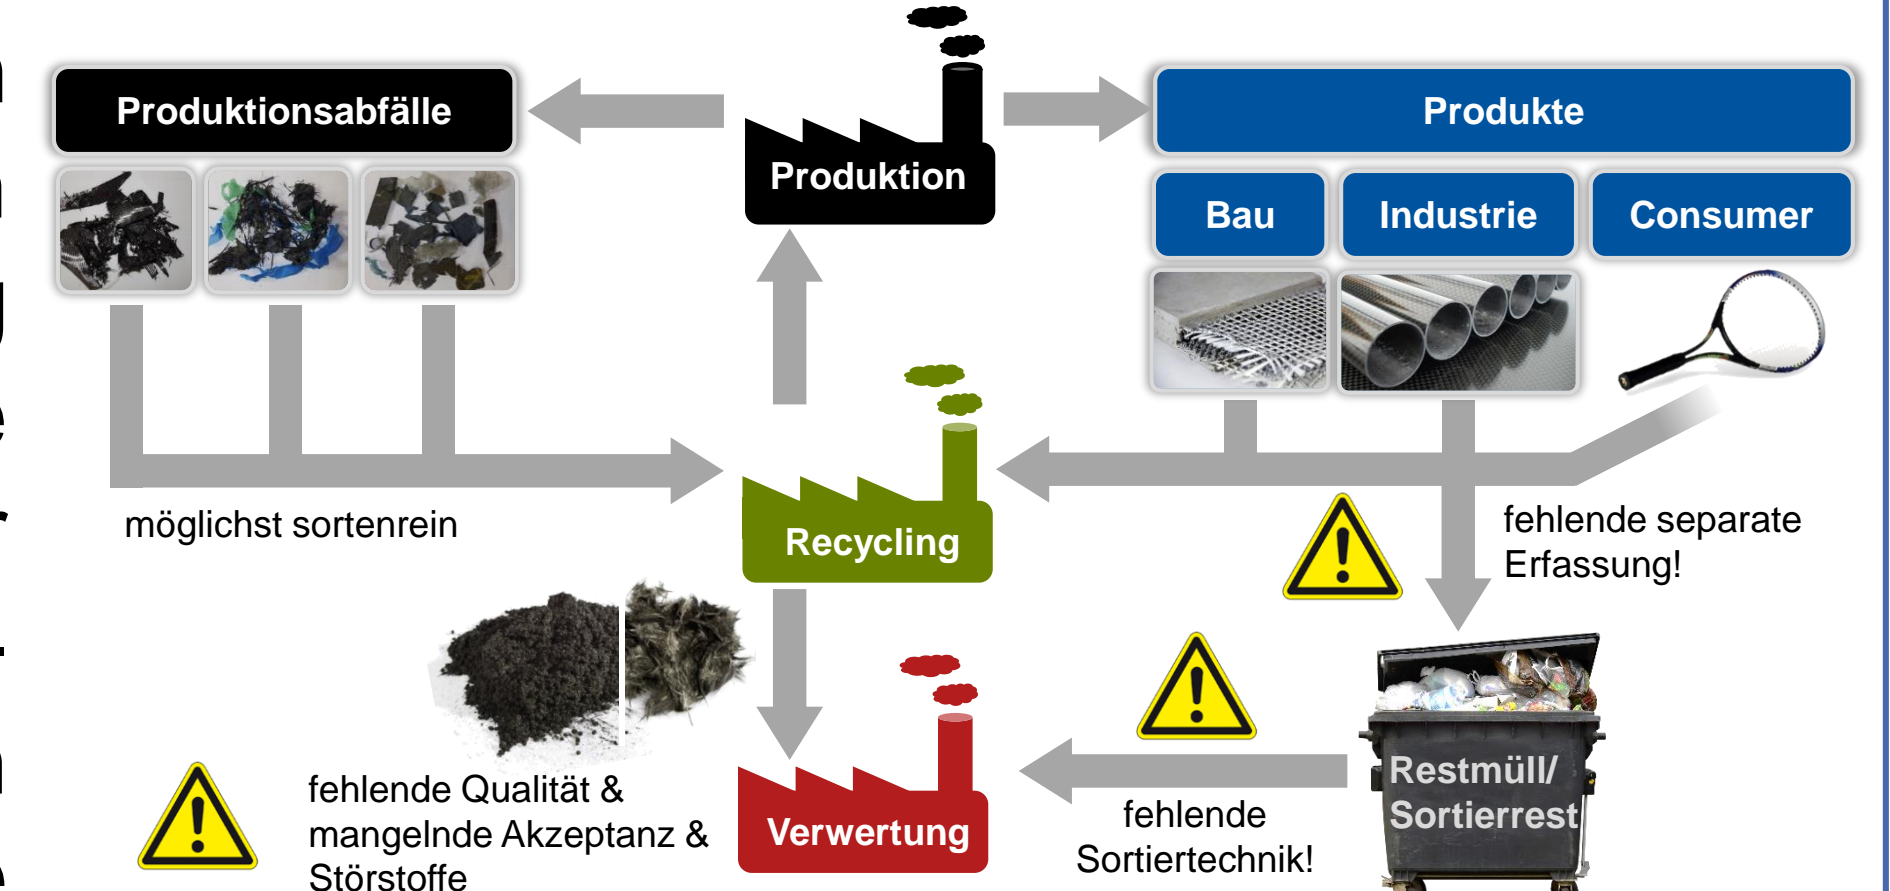 Produktionsabfälle
Produktion
Produkte
Bau
Industrie
Consumer
möglichst sortenrein
Recycling
fehlende separate
Erfassung!
fehlende Qualität &
mangelnde Akzeptanz &
Störstoffe
Verwertung
fehlende
Sortiertechnik!
Restmüll/
Sortierrest